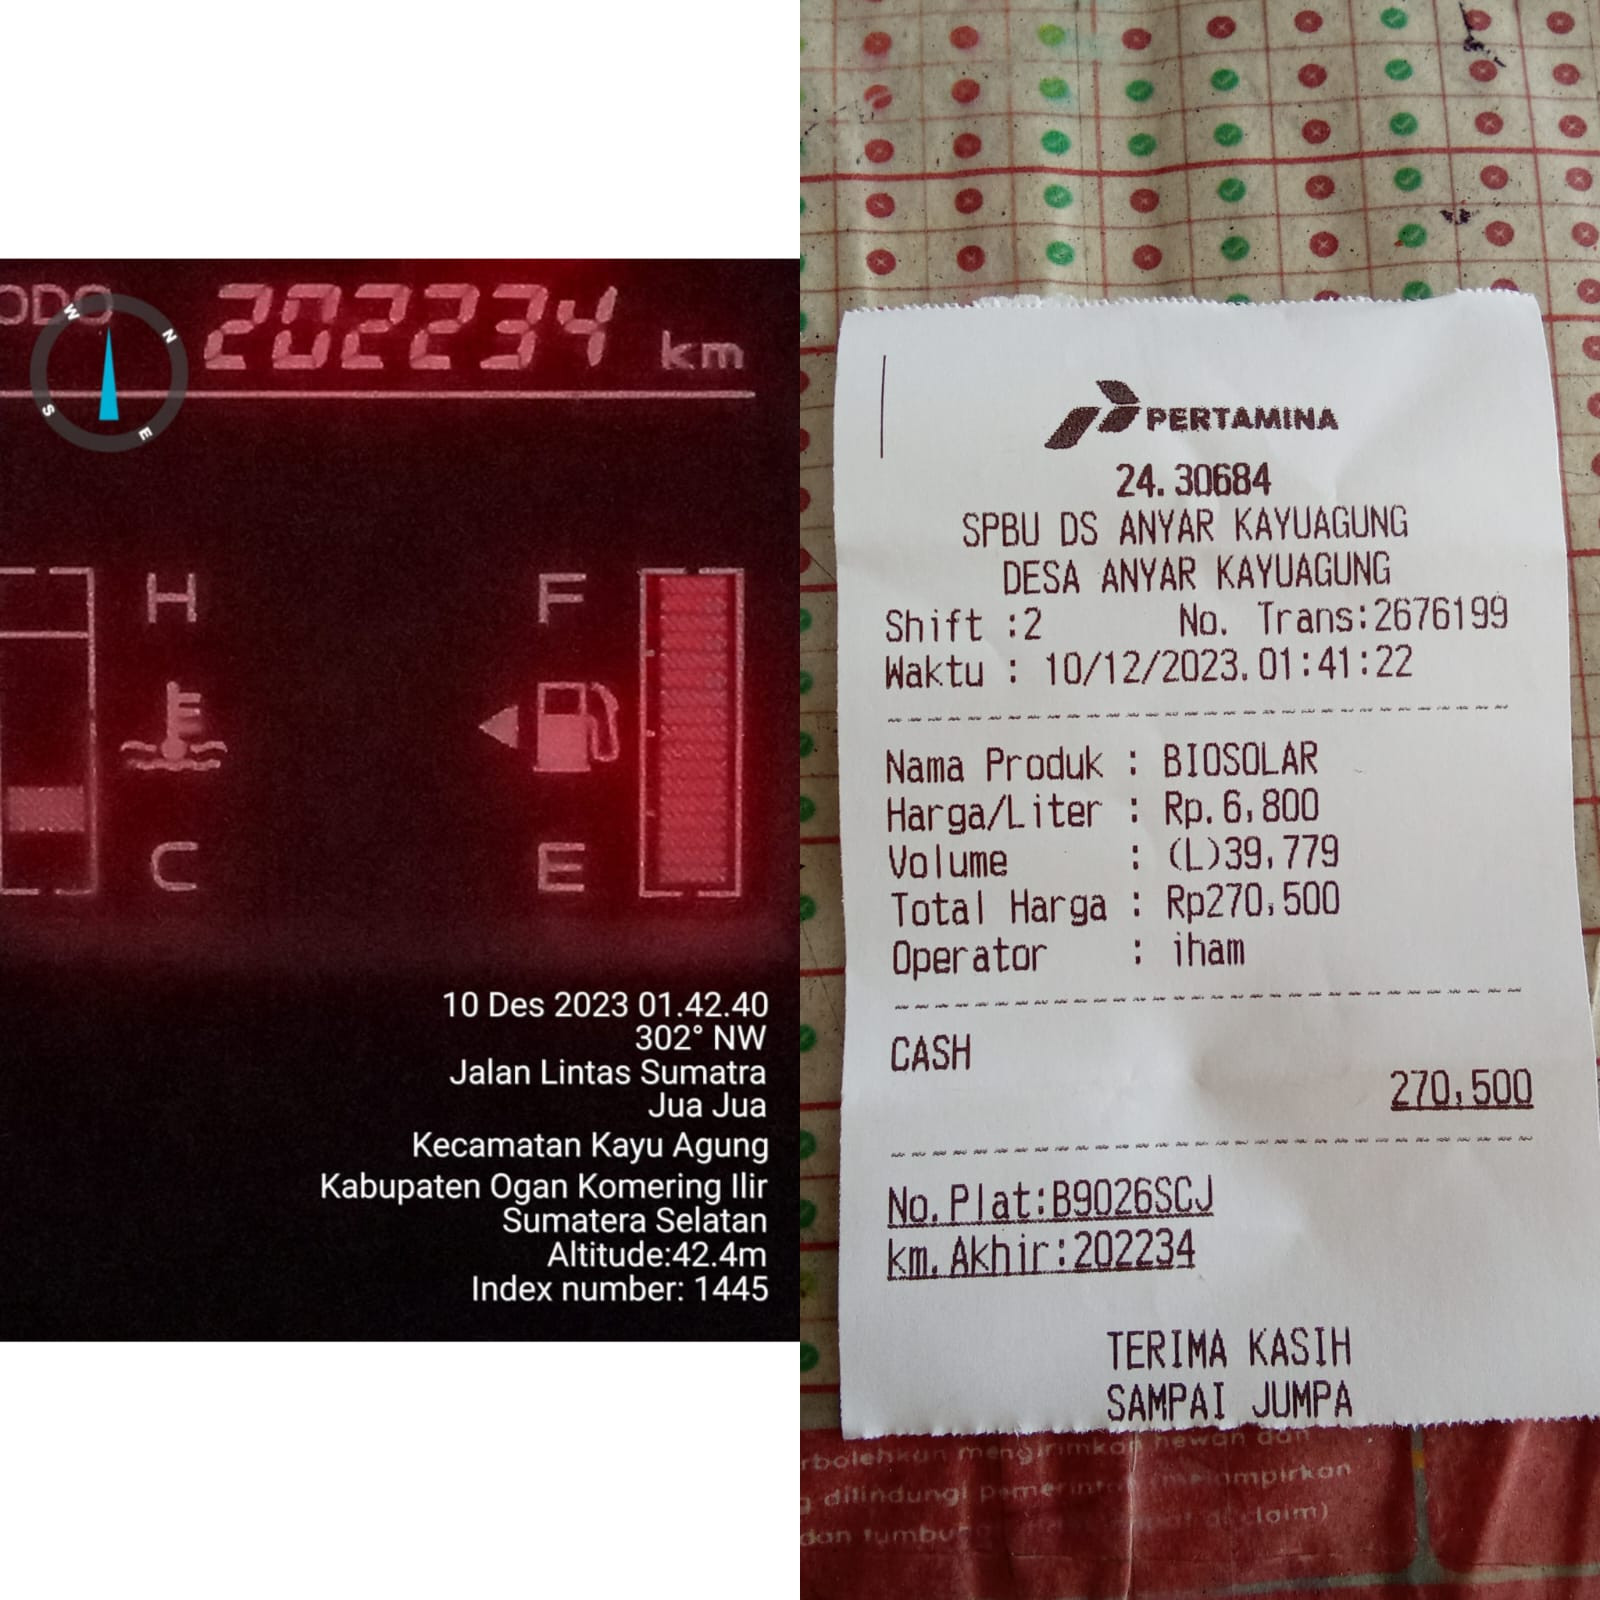 ODO 202234 km
W
N
S
E
H
F
C
E
10 Des 2023 01.42.40
302° NW
Jalan Lintas Sumatra
Jua Jua
Kecamatan Kayu Agung
Kabupaten Ogan Komering Ilir
Sumatera Selatan
Altitude:42.4m
Index number: 1445
PERTAMINA
24.30684
SPBU DS ANYAR KAYUAGUNG
DESA ANYAR KAYUAGUNG
Shift :2 No. Trans:2676199
Waktu : 10/12/2023.01:41:22
Nama Produk : BIOSOLAR
Harga/Liter : Rp.6,800
Volume : (L)39,779
Total Harga : Rp270,500
Operator : iham
CASH
270,500
No.Plat:B9026SCJ
km.Akhir:202234
TERIMA KASIH
SAMPAI JUMPA
dilindungi
claim)